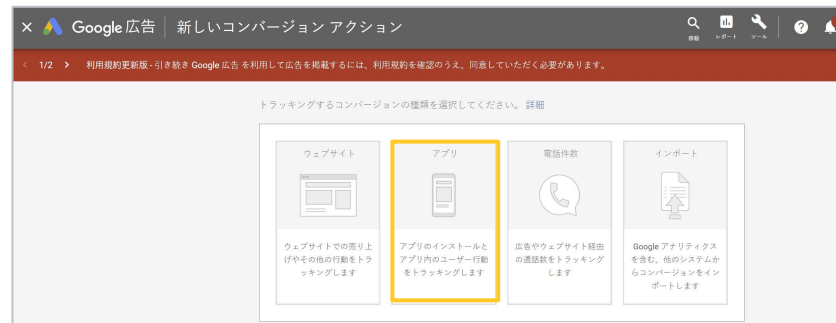 Google 広告 新しいコンバージョン アクション
移動 レポート ツール
1/2 利用規約更新版 - 引き続き Google 広告 を利用して広告を掲載するには、利用規約を確認のうえ、同意していただく必要があります。
トラッキングするコンバージョンの種類を選択してください。 詳細
ウェブサイト
ウェブサイトでの売り上
げやその他の行動をトラ
ッキングします
アプリ
アプリのインストールと
アプリ内のユーザー行動
をトラッキングします
電話件数
広告やウェブサイト経由
の通話数をトラッキング
します
インポート
Google アナリティクス
を含む、他のシステムか
らコンバージョンをイン
ポートします